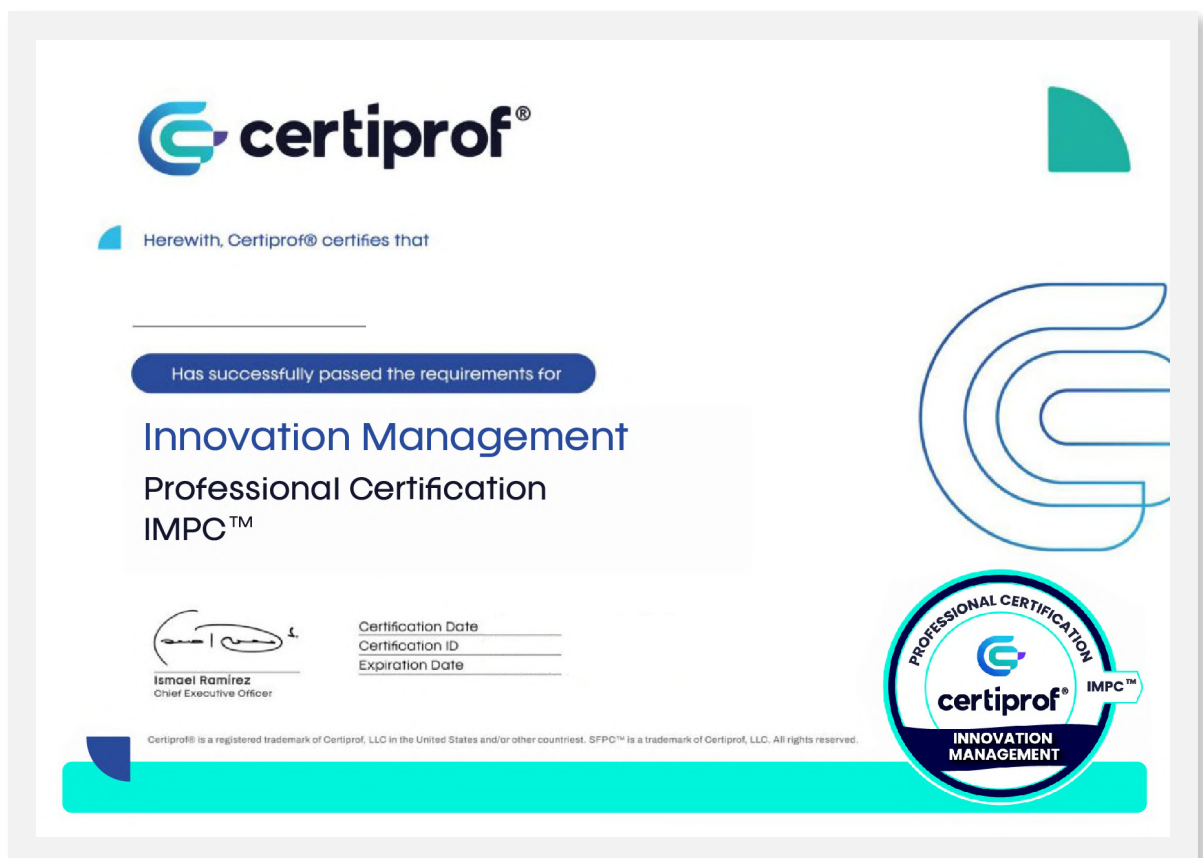 certiprof®
Herewith, Certiprof® certifies that
Has successfully passed the requirements for
Innovation Management
Professional Certification
IMPC™
Ismael Ramírez
Chief Executive Officer
Certification Date
Certification ID
Expiration Date
Certiprof® is a registered trademark of Certiprof, LLC in the United States and/or other countriest. SFPC™ is a trademark of Certiprof, LLC. All rights reserved.
PROFESSIONAL CERTIFICATION
certiprof®
IMPC™
INNOVATION
MANAGEMENT